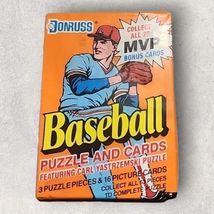 DONRUSS
COLLECT
ALL 26
MVP
BONUS CARDS
Baseball
PUZZLE AND CARDS
FEATURING CARL YASTRZEMSKI PUZZLE
3 PUZZLE PIECES & 16 PICTURE CARDS
COLLECT ALL PIECES
TO COMPLETE PUZZLE